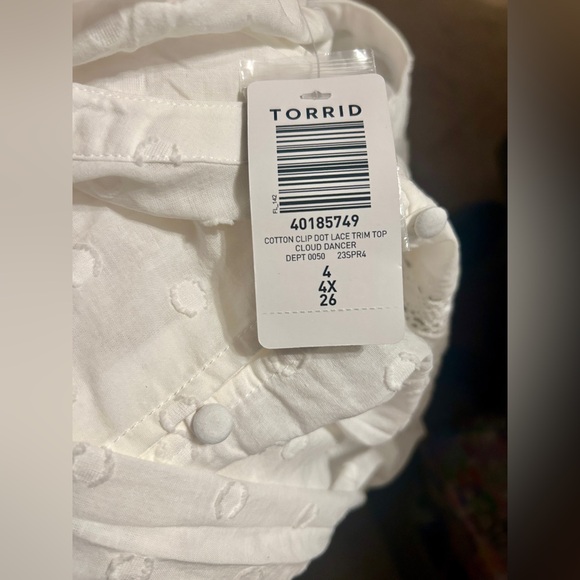 TORRID
FL_142
40185749
COTTON CLIP DOT LACE TRIM TOP
CLOUD DANCER
DEPT 0050 23SPR4
4
4X
26